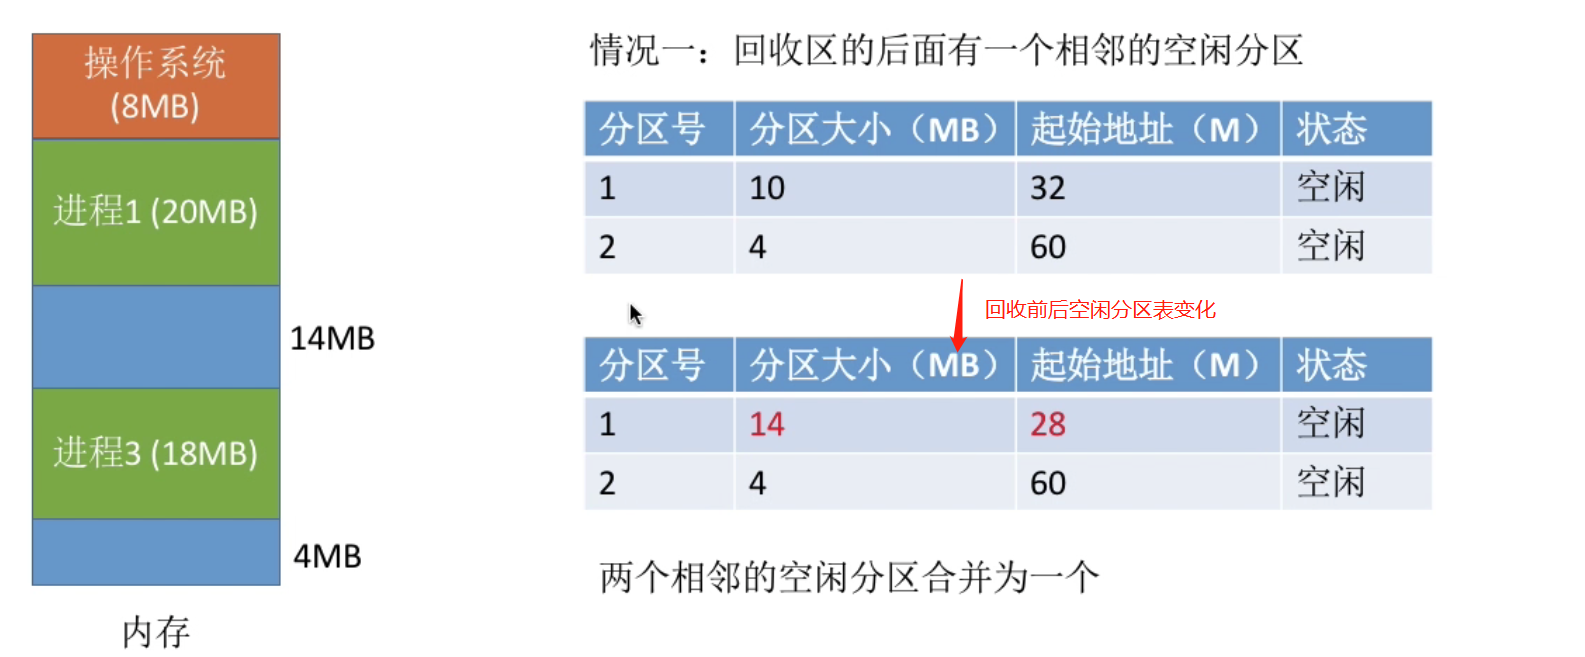 操作系统
(8MB)
进程1 (20MB)
14MB
进程3 (18MB)
4MB
内存
情况一：回收区的后面有一个相邻的空闲分区
分区号 分区大小（MB） 起始地址（M） 状态
1 10 32 空闲
2 4 60 空闲
回收前后空闲分区表变化
分区号 分区大小（MB） 起始地址（M） 状态
1 14 28 空闲
2 4 60 空闲
两个相邻的空闲分区合并为一个